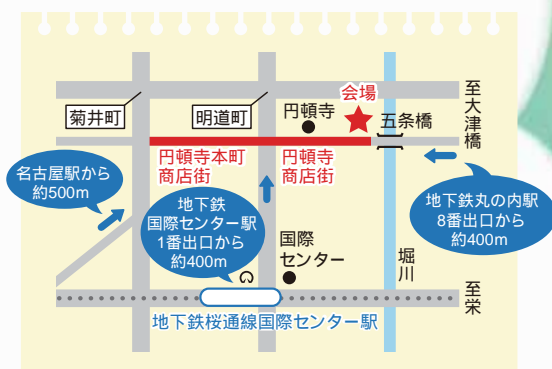 会場
菊井町
明道町
円頓寺
五条橋
至大津橋
円頓寺本町
商店街
円頓寺
商店街
名古屋駅から
約500m
地下鉄
国際センター駅
1番出口から
約400m
地下鉄丸の内駅
8番出口から
約400m
国際
センター
堀川
至栄
地下鉄桜通線国際センター駅